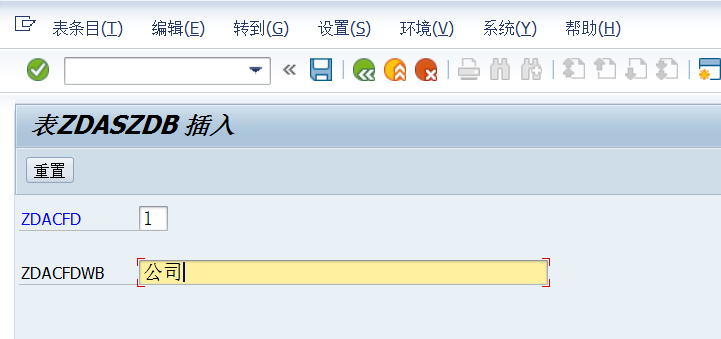 表条目(T) 编辑(E) 转到(G) 设置(S) 环境(V) 系统(Y) 帮助(H)
表ZDASZDB 插入
重置
ZDACFD 1
ZDACFDWB 公司